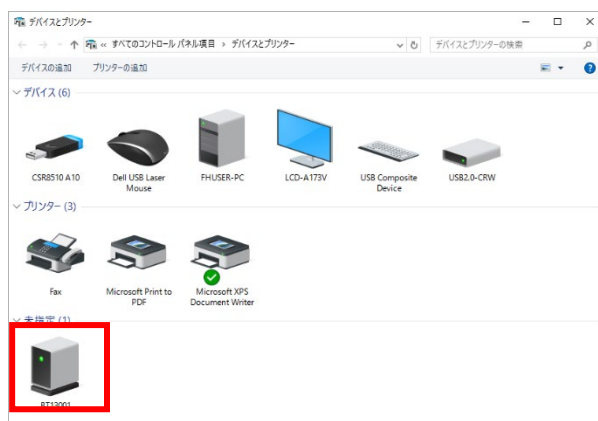 デバイスとプリンター
« すべてのコントロール パネル項目 › デバイスとプリンター
デバイスとプリンターの検索
デバイスの追加 プリンターの追加
デバイス (6)
CSR8510 A10
Dell USB Laser
Mouse
FHUSER-PC
LCD-A173V
USB Composite
Device
USB2.0-CRW
プリンター (3)
Fax
Microsoft Print to
PDF
Microsoft XPS
Document Writer
未指定 (1)